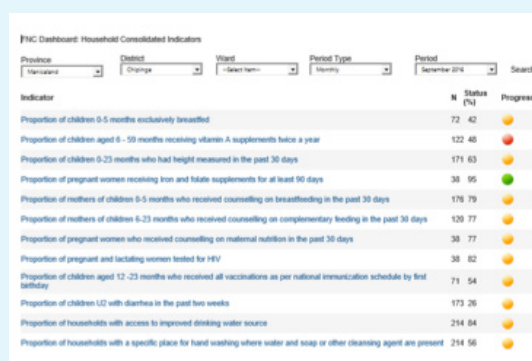 FNC Dashboard: Household Consolidated Indicators
Province District Ward Period Type Period
Manicaland Chipinge --Select Item-- Monthly September 2016 Search
Indicator N Status (%) Progress
Proportion of children 0-5 months exclusively breastfed 72 42
Proportion of children aged 6 - 59 months receiving vitamin A supplements twice a year 122 48
Proportion of children 0-23 months who had height measured in the past 30 days 171 63
Proportion of pregnant women receiving Iron and folate supplements for at least 90 days 38 95
Proportion of mothers of children 0-5 months who received counselling on breastfeeding in the past 30 days 176 79
Proportion of mothers of children 6-23 months who received counselling on complementary feeding in the past 30 days 120 77
Proportion of pregnant women who received counselling on maternal nutrition in the past 30 days 38 77
Proportion of pregnant and lactating women tested for HIV 38 82
Proportion of children aged 12 -23 months who received all vaccinations as per national immunization schedule by first
birthday 71 54
Proportion of children U2 with diarrhea in the past two weeks 173 26
Proportion of households with access to improved drinking water source 214 84
Proportion of households with a specific place for hand washing where water and soap or other cleansing agent are present 214 56